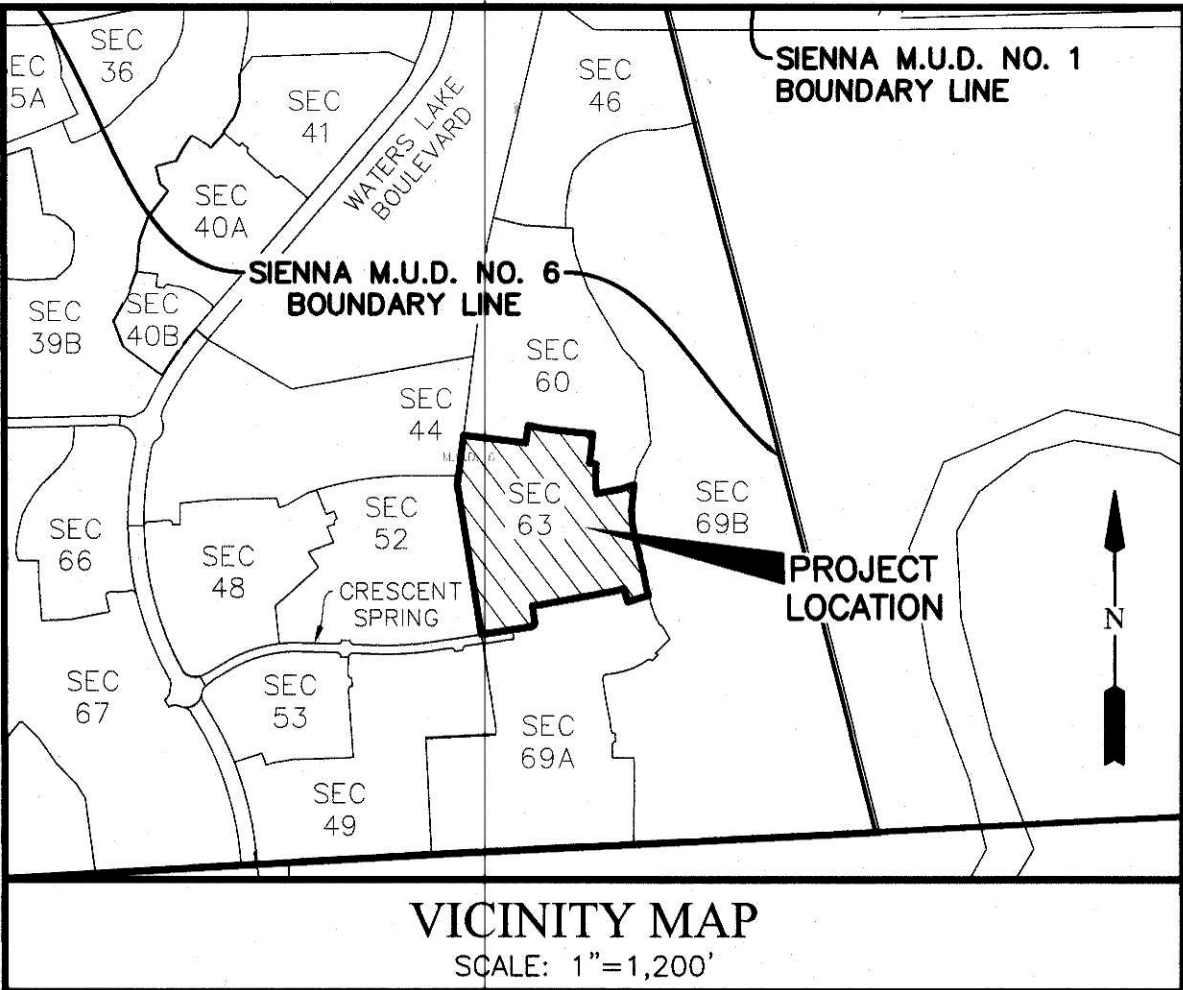 SEC
36
SIENNA M.U.D. NO. 1
BOUNDARY LINE
SEC
46
EC
5A
SEC
41
WATERS LAKE
BOULEVARD
SEC
40A
SIENNA M.U.D. NO. 6
BOUNDARY LINE
SEC
39B
SEC
40B
SEC
60
SEC
44
M.U.D. 6
SEC
63
SEC
69B
SEC
52
SEC
66
SEC
48
PROJECT
LOCATION
CRESCENT
SPRING
N
SEC
67
SEC
53
SEC
69A
SEC
49
VICINITY MAP
SCALE: 1"=1,200'